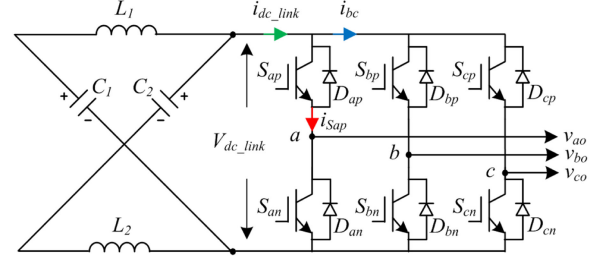 L1 idc_link ibc
Sap Dap Sbp Dbp Scp Dcp
+ C1 - C2 + -
iSap
Vdc_link a vao
b vbo
c vco
San Dan Sbn Dbn Scn Dcn
L2